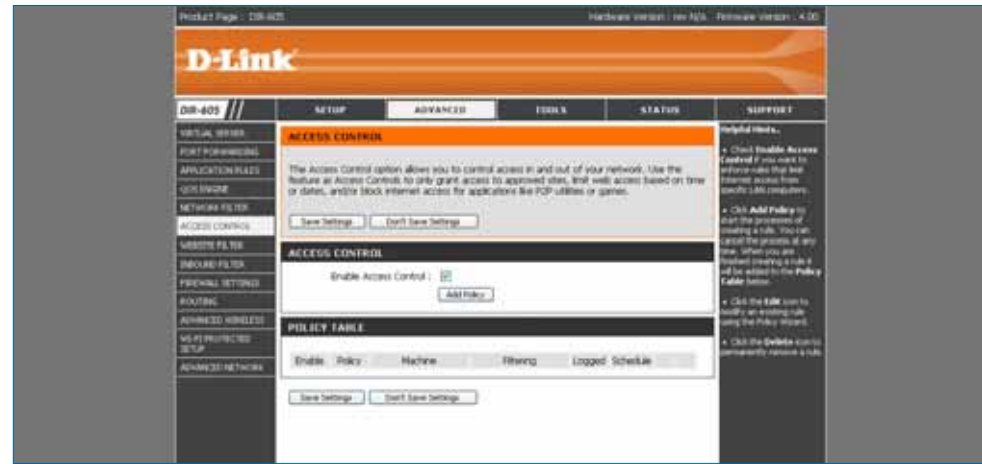 Product Page : DIR-605
Hardware Version : rev N/A
Firmware Version : 4.00
D-Link
DIR-605
SETUP
ADVANCED
TOOLS
STATUS
SUPPORT
VIRTUAL SERVER
PORT FORWARDING
APPLICATION RULES
QOS ENGINE
NETWORK FILTER
ACCESS CONTROL
WEBSITE FILTER
INBOUND FILTER
FIREWALL SETTINGS
ROUTING
ADVANCED WIRELESS
WI-FI PROTECTED
SETUP
ADVANCED NETWORK
ACCESS CONTROL
The Access Control option allows you to control access in and out of your network. Use the
feature as Access Controls to only grant access to approved sites, limit web access based on time
or dates, and/or block internet access for applications like P2P utilities or games.
Save Settings
Don't Save Settings
ACCESS CONTROL
Enable Access Control :
Add Policy
POLICY TABLE
Enable Policy Machine Filtering Logged Schedule
Save Settings
Don't Save Settings
Helpful Hints..
• Check Enable Access
Control if you want to
enforce rules that limit
Internet access from
specific LAN computers.
• Click Add Policy to
start the processes of
creating a rule. You can
cancel the process at any
time. When you are
finished creating a rule it
will be added to the Policy
Table below.
• Click the Edit icon to
modify an existing rule
using the Policy Wizard.
• Click the Delete icon to
permanently remove a rule.